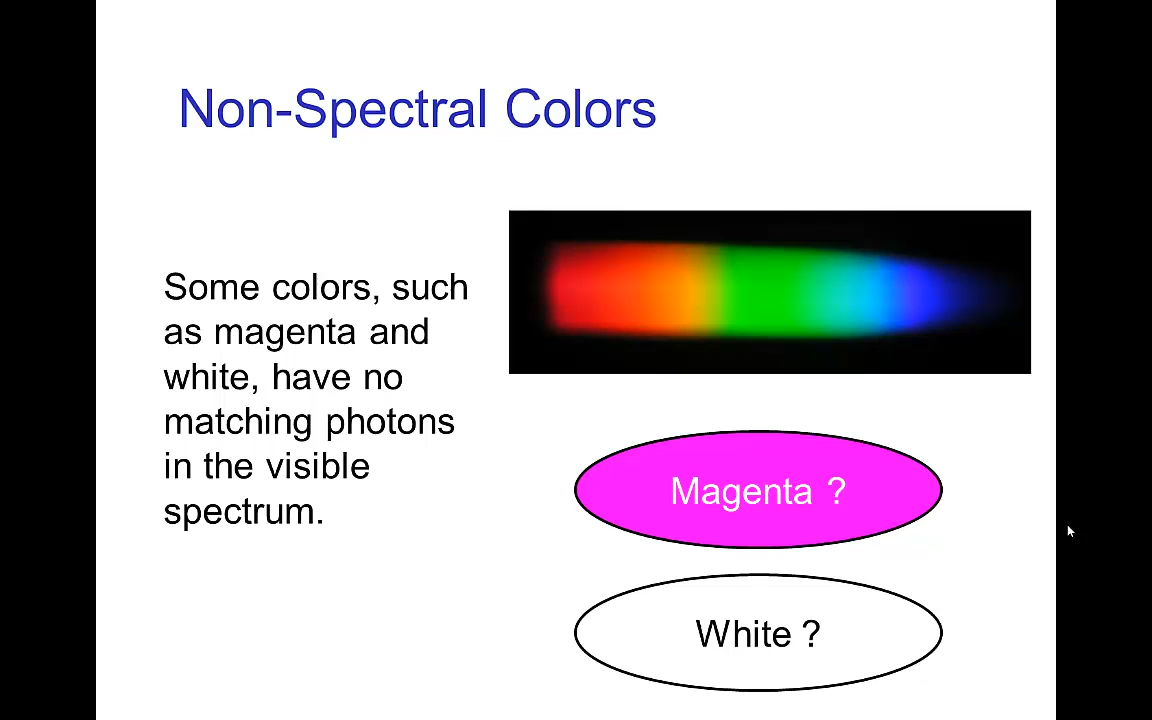 Non-Spectral Colors
Some colors, such
as magenta and
white, have no
matching photons
in the visible
spectrum.
Magenta ?
White ?